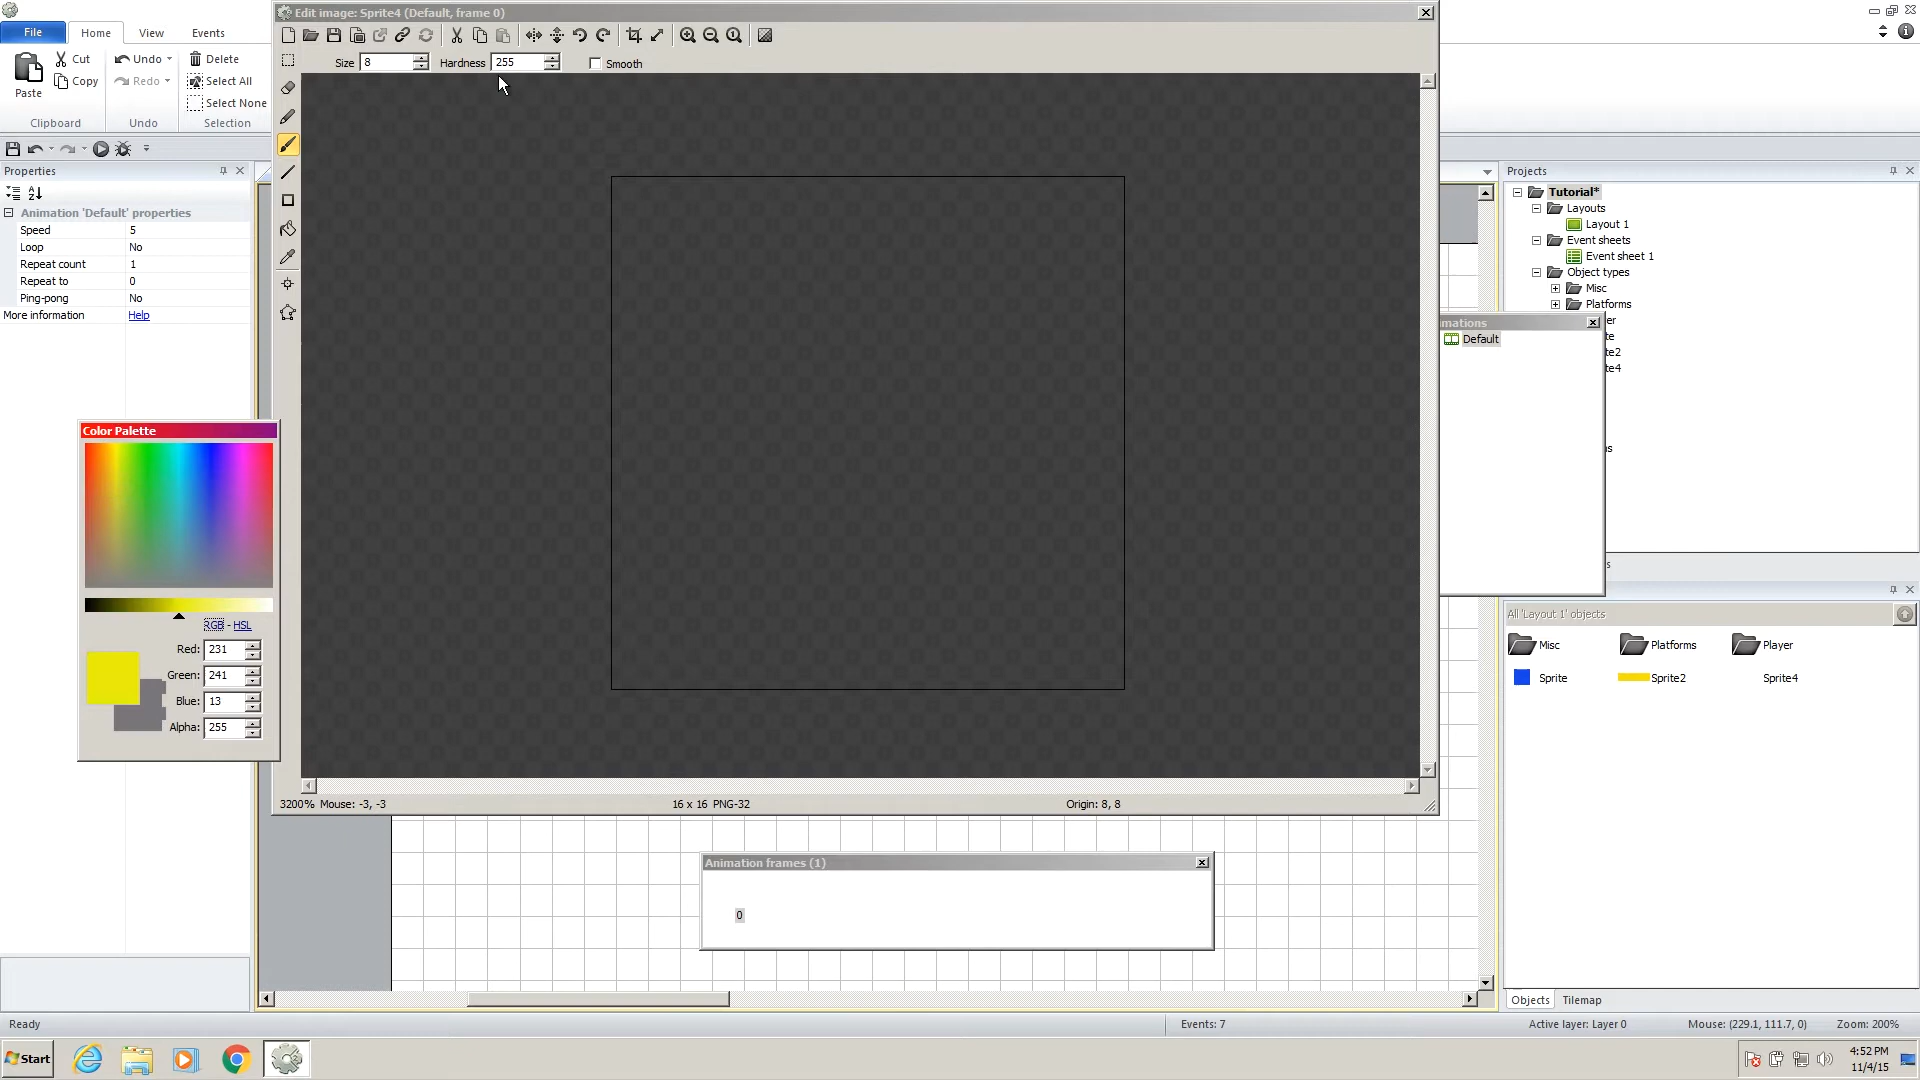 Edit image: Sprite4 (Default, frame 0)
File
Home
View
Events
Paste
Cut
Copy
Clipboard
Undo
Redo
Undo
Delete
Select All
Select None
Selection
Size 8
Hardness 255
Smooth
Properties
Animation 'Default' properties
Speed 5
Loop No
Repeat count 1
Repeat to 0
Ping-pong No
More information Help
Color Palette
RGB - HSL
Red: 231
Green: 241
Blue: 13
Alpha: 255
3200% Mouse: -3, -3
16 x 16 PNG-32
Origin: 8, 8
Animation frames (1)
0
mations
Default
Projects
Tutorial*
Layouts
Layout 1
Event sheets
Event sheet 1
Object types
Misc
Platforms
er
te
te2
te4
All 'Layout 1' objects
Misc
Platforms
Player
Sprite
Sprite2
Sprite4
Objects
Tilemap
Ready
Events: 7
Active layer: Layer 0
Mouse: (229.1, 111.7, 0)
Zoom: 200%
Start
4:52 PM
11/4/15